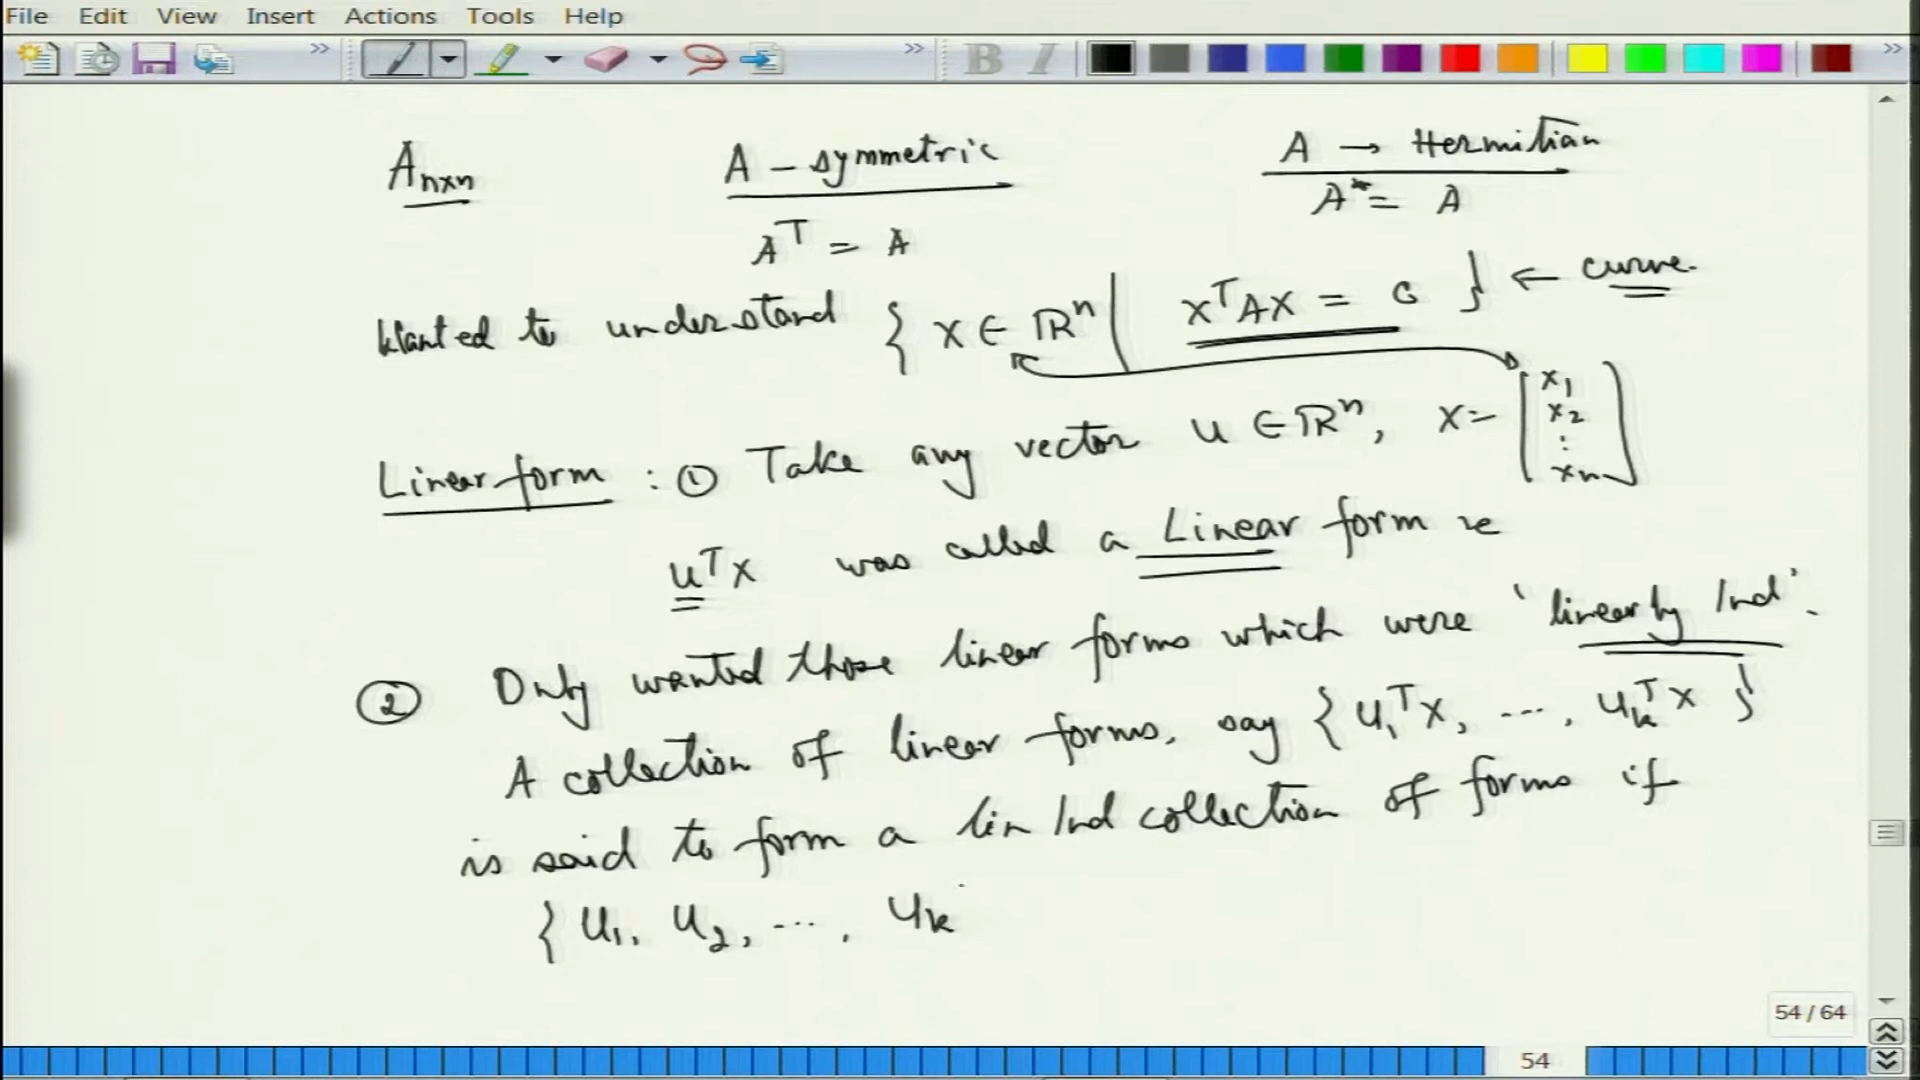 File Edit View Insert Actions Tools Help
B I
Anxn A - symmetric A → Hermitian
A^T = A A* = A
Wanted to understand { x ∈ ℝ^n | x^T A x = c } ← curve.
Linear form : ① Take any vector u ∈ ℝ^n, x = [x1 x2 ⋮ xn]
u^T x was called a Linear form
② Only wanted those linear forms which were 'linearly Ind'.
A collection of linear forms, say { u1^T x, ..., uk^T x }
is said to form a lin Ind collection of forms if
{ u1, u2, ..., uk
54 / 64
54